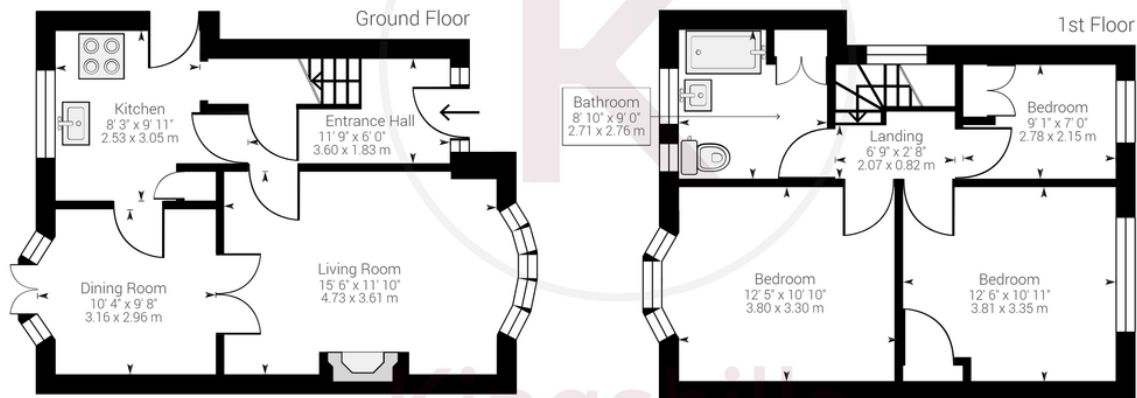 Ground Floor
Kitchen
8' 3" x 9' 11"
2.53 x 3.05 m
Entrance Hall
11' 9" x 6' 0"
3.60 x 1.83 m
Dining Room
10' 4" x 9' 8"
3.16 x 2.96 m
Living Room
15' 6" x 11' 10"
4.73 x 3.61 m
1st Floor
Bathroom
8' 10" x 9' 0"
2.71 x 2.76 m
Landing
6' 9" x 2' 8"
2.07 x 0.82 m
Bedroom
9' 1" x 7' 0"
2.78 x 2.15 m
Bedroom
12' 5" x 10' 10"
3.80 x 3.30 m
Bedroom
12' 6" x 10' 11"
3.81 x 3.35 m
K